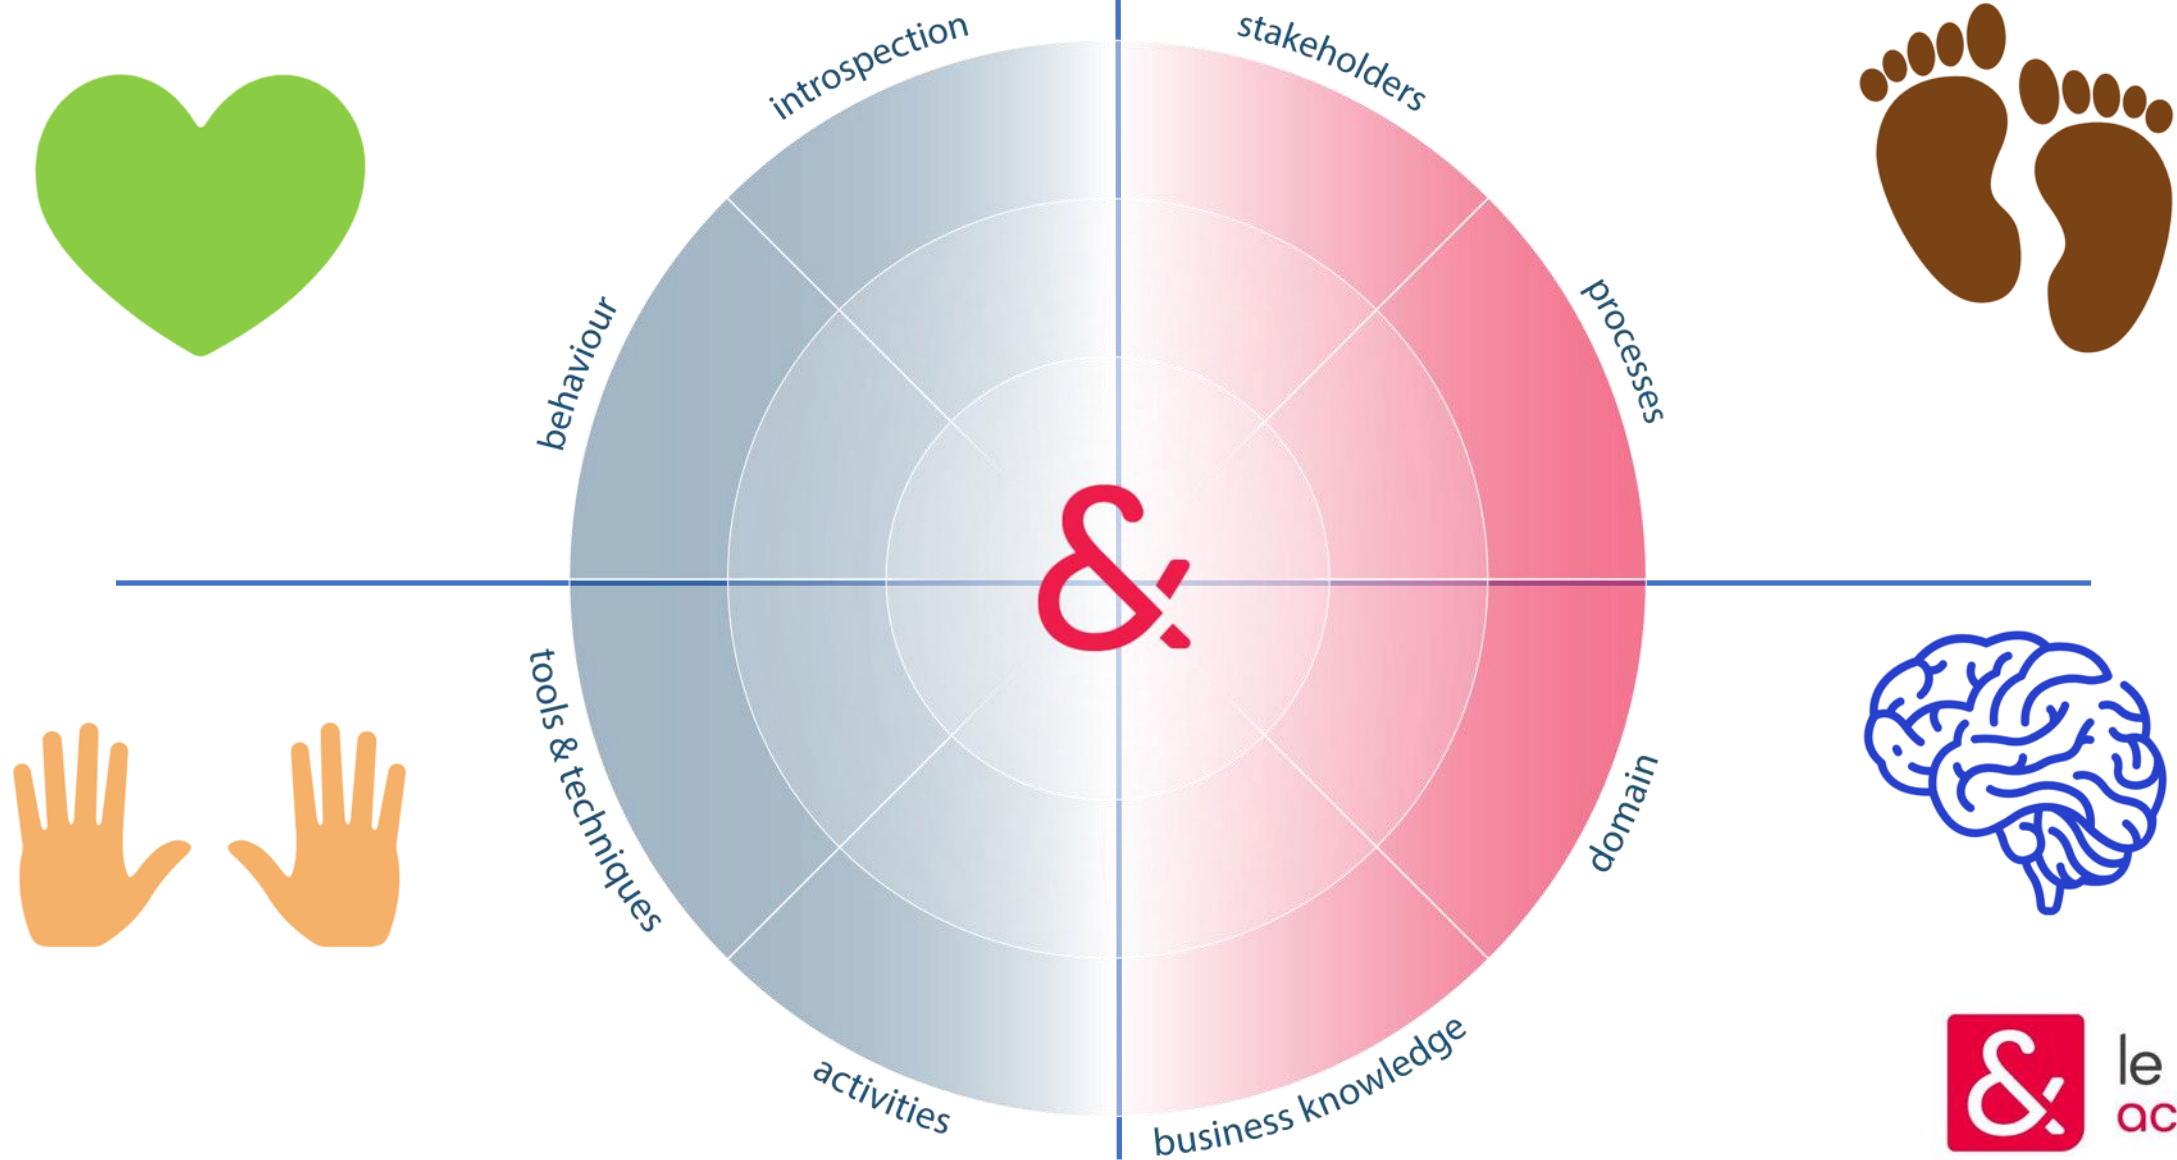 introspection
stakeholders
behaviour
processes
&
tools & techniques
domain
activities
business knowledge
&
le
ac